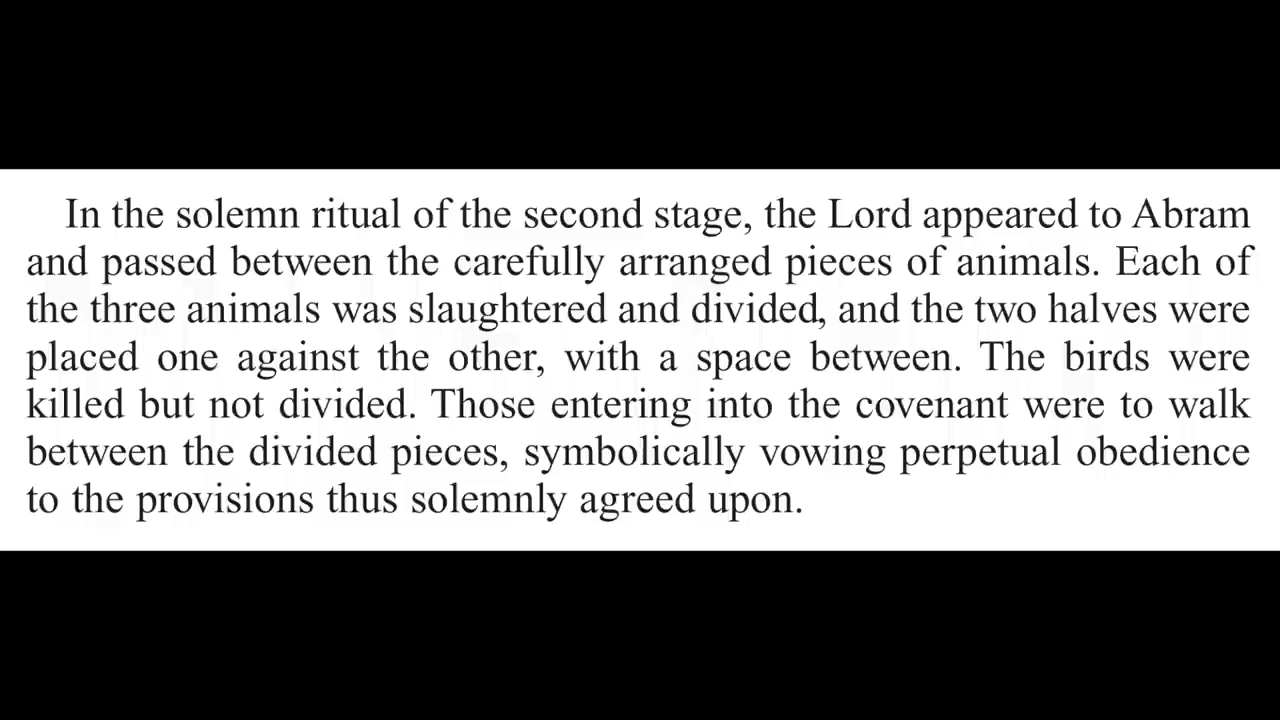 In the solemn ritual of the second stage, the Lord appeared to Abram
and passed between the carefully arranged pieces of animals. Each of
the three animals was slaughtered and divided, and the two halves were
placed one against the other, with a space between. The birds were
killed but not divided. Those entering into the covenant were to walk
between the divided pieces, symbolically vowing perpetual obedience
to the provisions thus solemnly agreed upon.